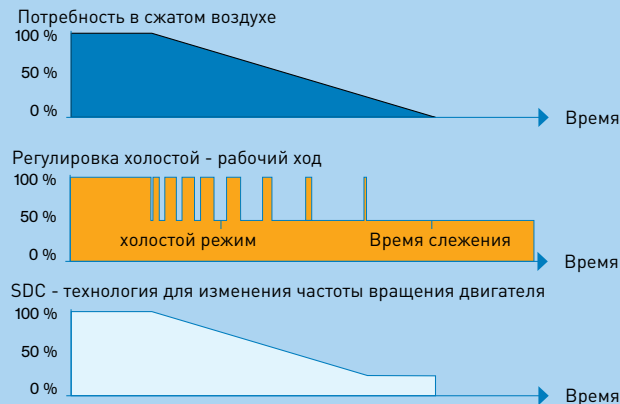 Потребность в сжатом воздухе
100 %
50 %
0 %
Время
Регулировка холостой - рабочий ход
100 %
50 %
холостой режим
Время слежения
0 %
Время
SDC - технология для изменения частоты вращения двигателя
100 %
50 %
0 %
Время